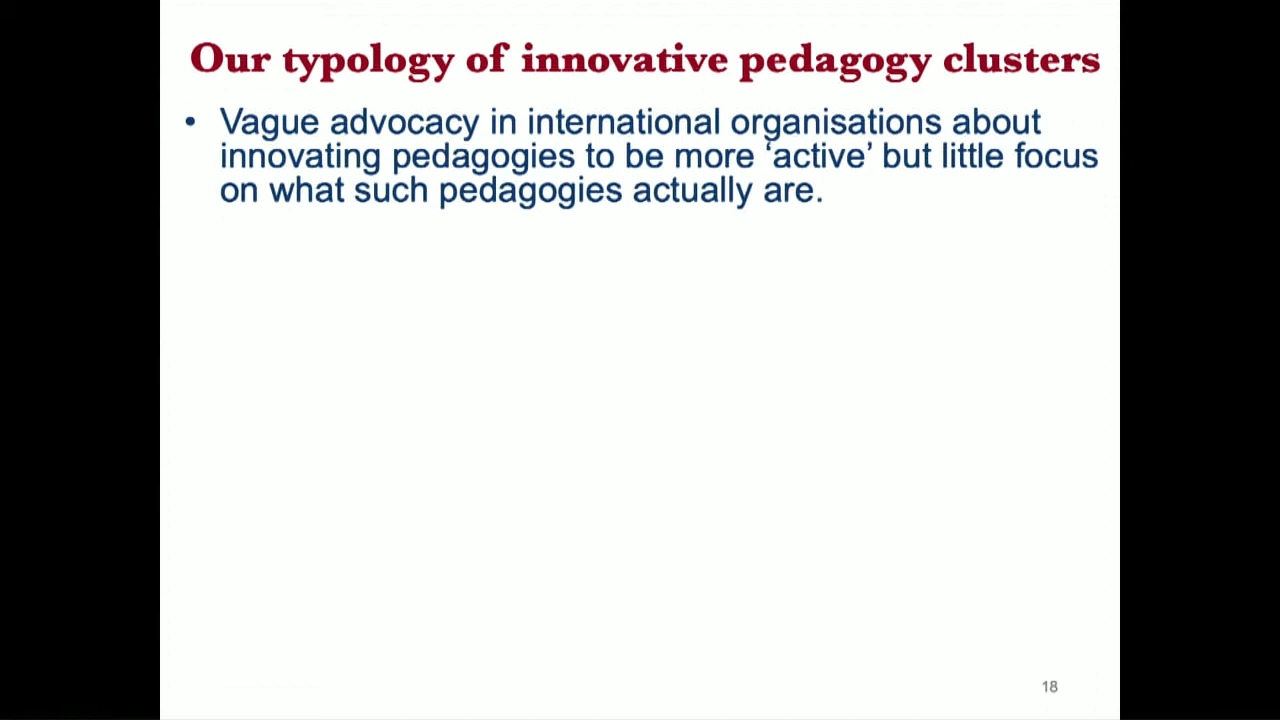 Our typology of innovative pedagogy clusters
• Vague advocacy in international organisations about
innovating pedagogies to be more ‘active’ but little focus
on what such pedagogies actually are.
18